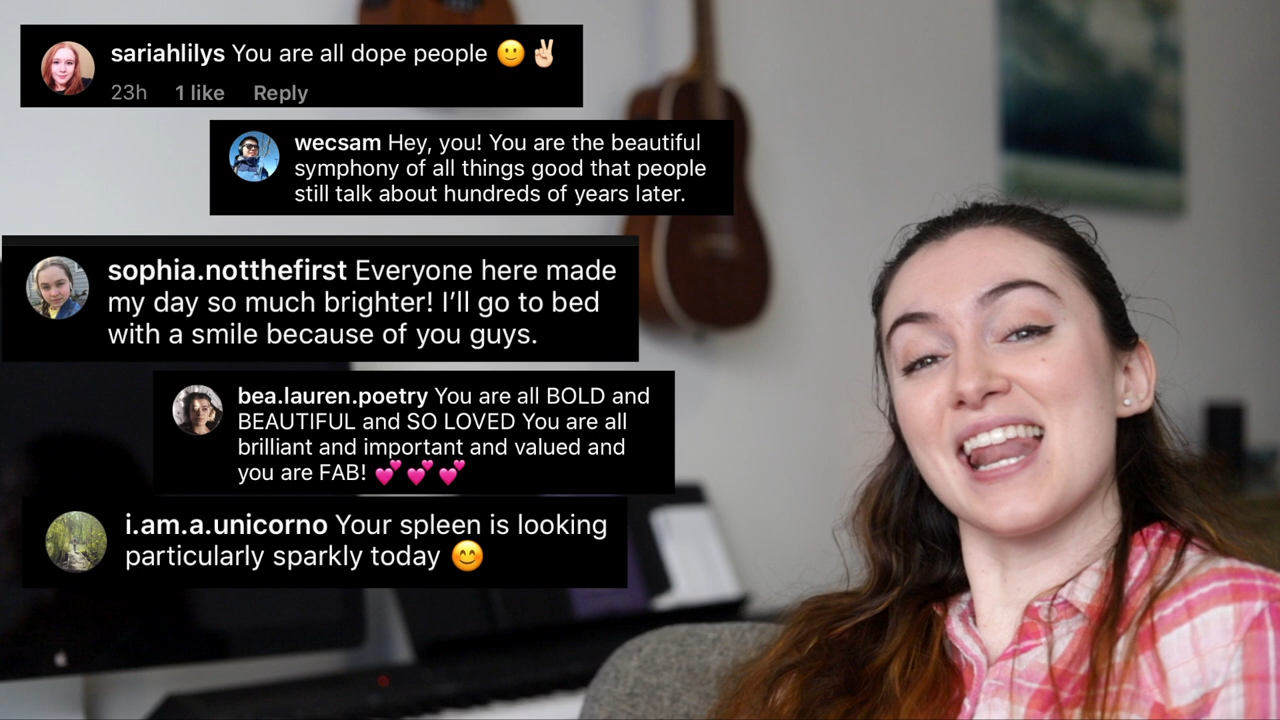 sariahlilys You are all dope people 🙂✌🏻
23h 1 like Reply
wecsam Hey, you! You are the beautiful
symphony of all things good that people
still talk about hundreds of years later.
sophia.notthefirst Everyone here made
my day so much brighter! I’ll go to bed
with a smile because of you guys.
bea.lauren.poetry You are all BOLD and
BEAUTIFUL and SO LOVED You are all
brilliant and important and valued and
you are FAB! 💕💕💕
i.am.a.unicorno Your spleen is looking
particularly sparkly today 😊